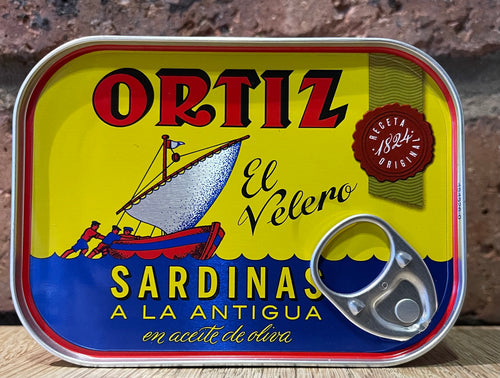 ORTIZ
RECETA
1824
ORIGINAL
El
Velero
SARDINAS
A LA ANTIGUA
en aceite de oliva